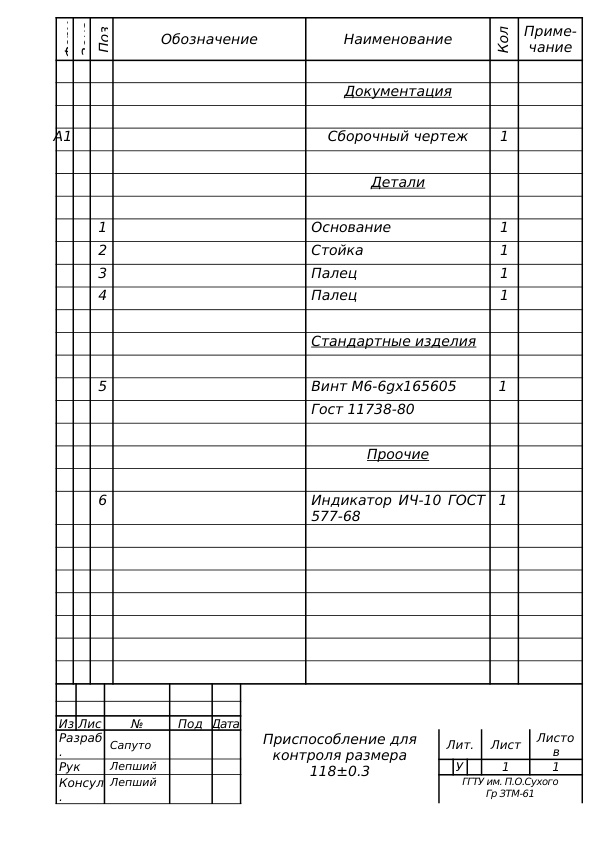 Поз Обозначение Наименование Кол Приме-
чание
Документация
А1 Сборочный чертеж 1
Детали
1 Основание 1
2 Стойка 1
3 Палец 1
4 Палец 1
Стандартные изделия
5 Винт М6-6gx165605 1
Гост 11738-80
Проочие
6 Индикатор ИЧ-10 ГОСТ 1
577-68
Из Лис № Под Дата
Разраб
. Сапуто
Рук Лепший
Консул
. Лепший
Приспособление для
контроля размера
118±0.3
Лит. Лист Листо
в
У 1 1
ГГТУ им. П.О.Сухого
Гр ЗТМ-61